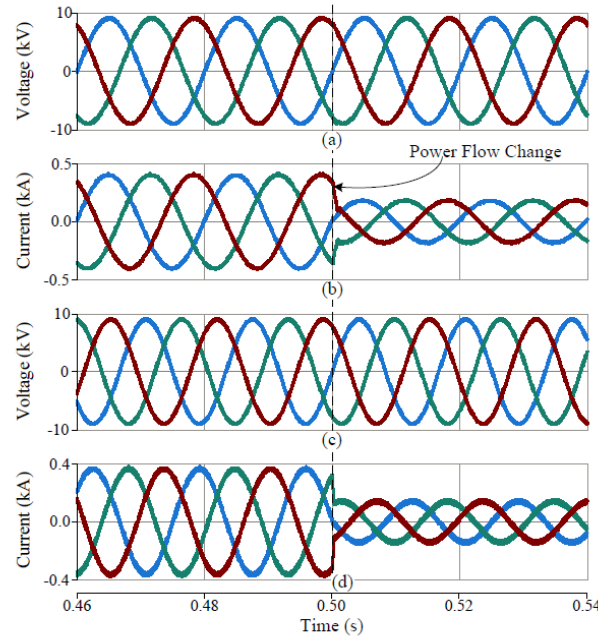 10
0
-10
Voltage (kV)
(a)
Power Flow Change
0.5
0.0
-0.5
Current (kA)
(b)
10
0
-10
Voltage (kV)
(c)
0.4
0.0
-0.4
Current (kA)
(d)
0.46 0.48 0.50 0.52 0.54
Time (s)